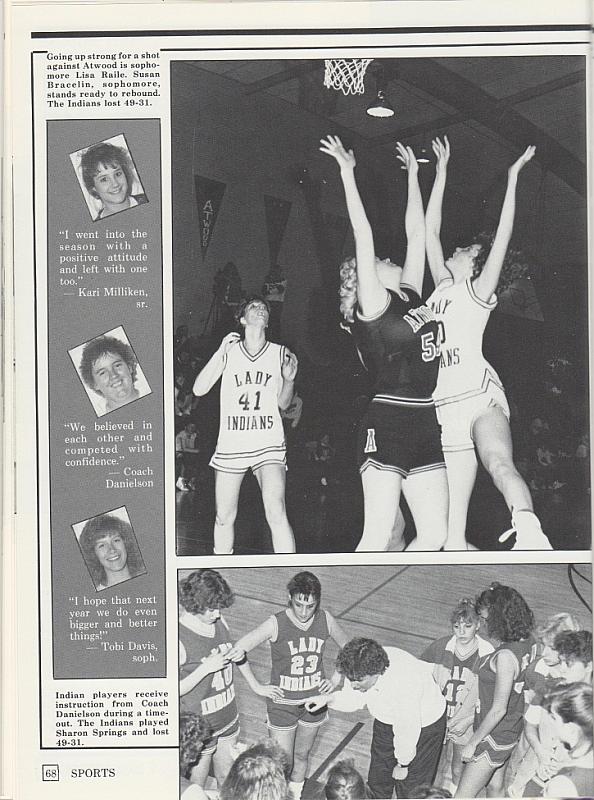 Going up strong for a shot
against Atwood is sopho-
more Lisa Raile. Susan
Bracelin, sophomore,
stands ready to rebound.
The Indians lost 49-31.
"I went into the
season with a
positive attitude
and left with one
too."
— Kari Milliken,
sr.
"We believed in
each other and
competed with
confidence."
— Coach
Danielson
"I hope that next
year we do even
bigger and better
things!"
— Tobi Davis,
soph.
Indian players receive
instruction from Coach
Danielson during a time-
out. The Indians played
Sharon Springs and lost
49-31.
68 SPORTS
ATWOOD
LADY
41
INDIANS
A
LADY
23
INDIANS
40